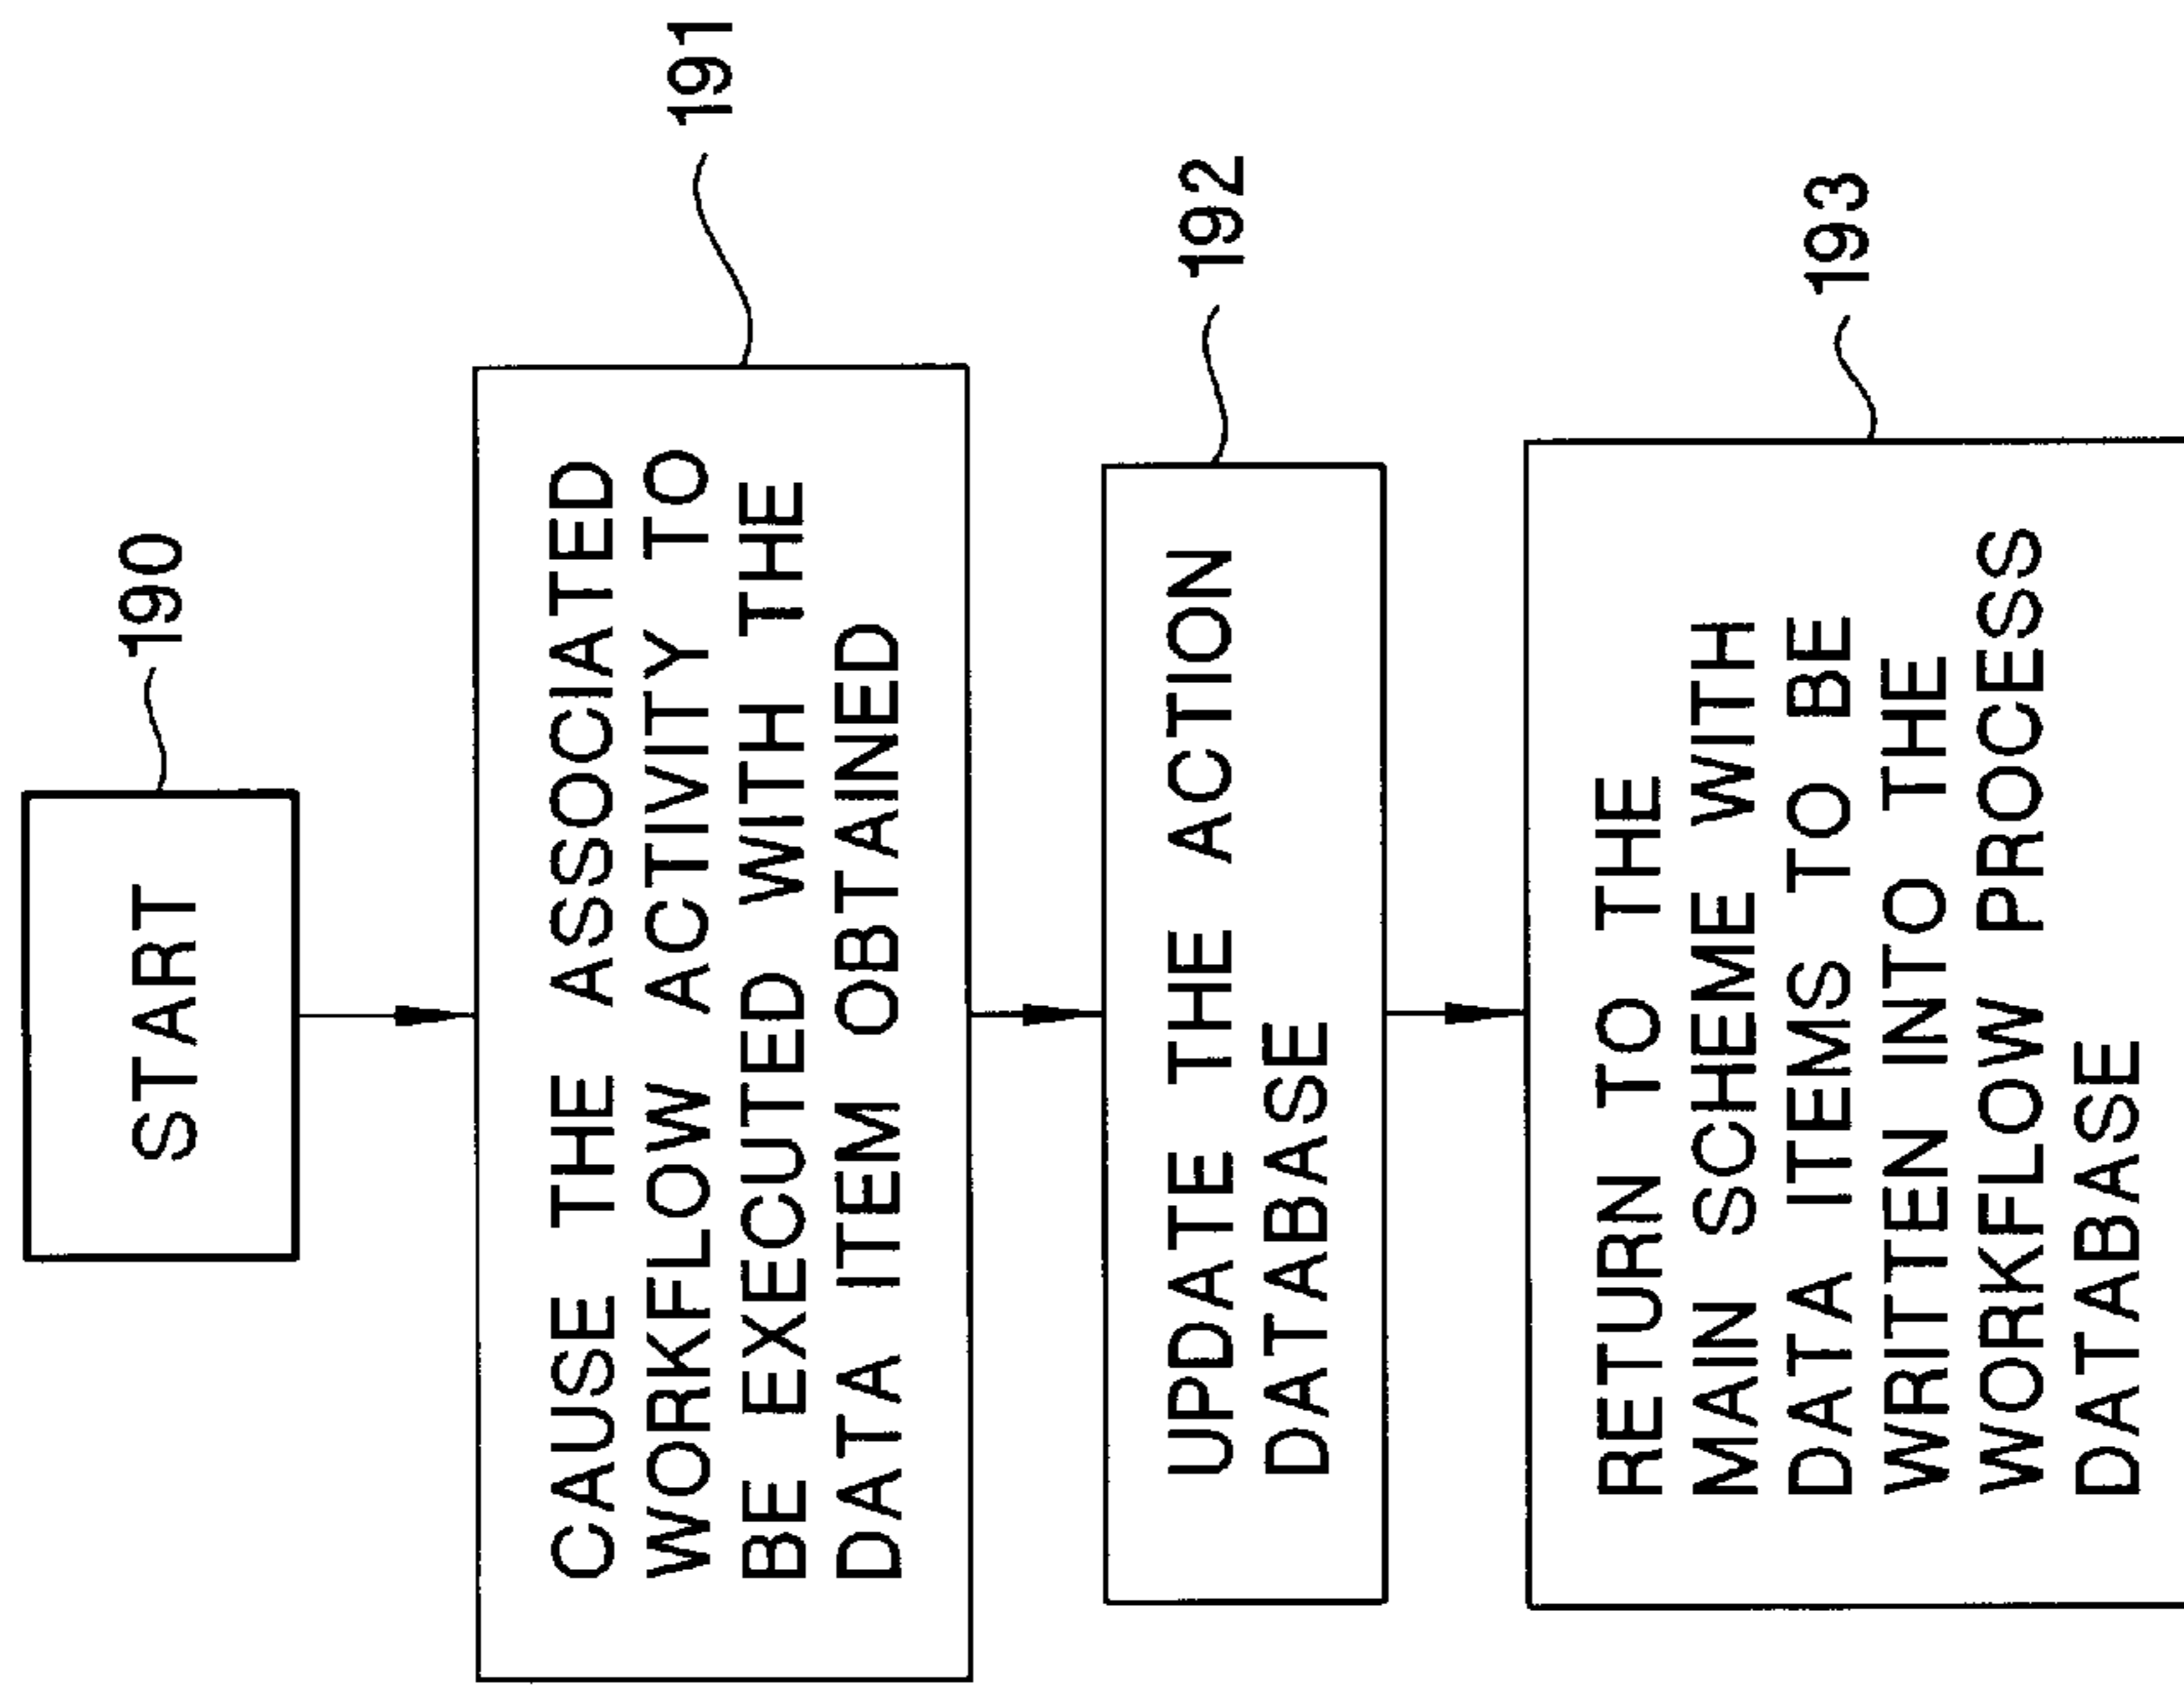 START
190
CAUSE THE ASSOCIATED
WORKFLOW ACTIVITY TO
BE EXECUTED WITH THE
DATA ITEM OBTAINED
191
UPDATE THE ACTION
DATABASE
192
RETURN TO THE
MAIN SCHEME WITH
DATA ITEMS TO BE
WRITTEN INTO THE
WORKFLOW PROCESS
DATABASE
193